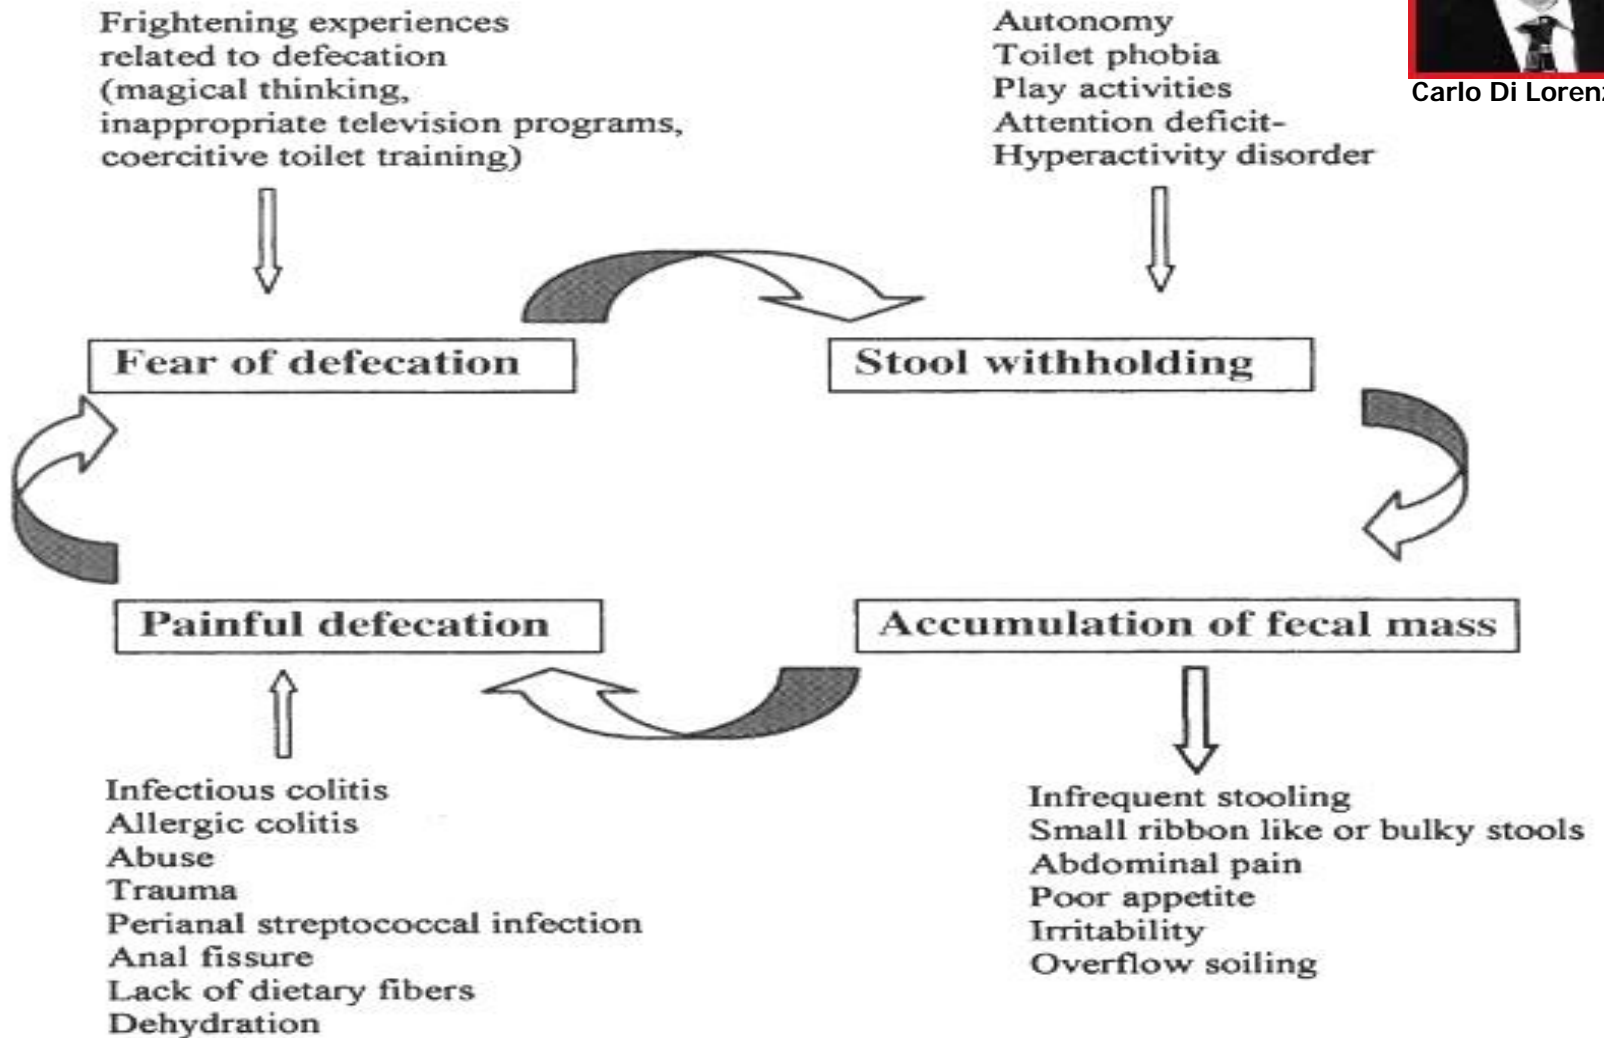 Frightening experiences
related to defecation
(magical thinking,
inappropriate television programs,
coercitive toilet training)
Autonomy
Toilet phobia
Play activities
Attention deficit-
Hyperactivity disorder
Carlo Di Loren
Fear of defecation
Stool withholding
Painful defecation
Accumulation of fecal mass
Infectious colitis
Allergic colitis
Abuse
Trauma
Perianal streptococcal infection
Anal fissure
Lack of dietary fibers
Dehydration
Infrequent stooling
Small ribbon like or bulky stools
Abdominal pain
Poor appetite
Irritability
Overflow soiling